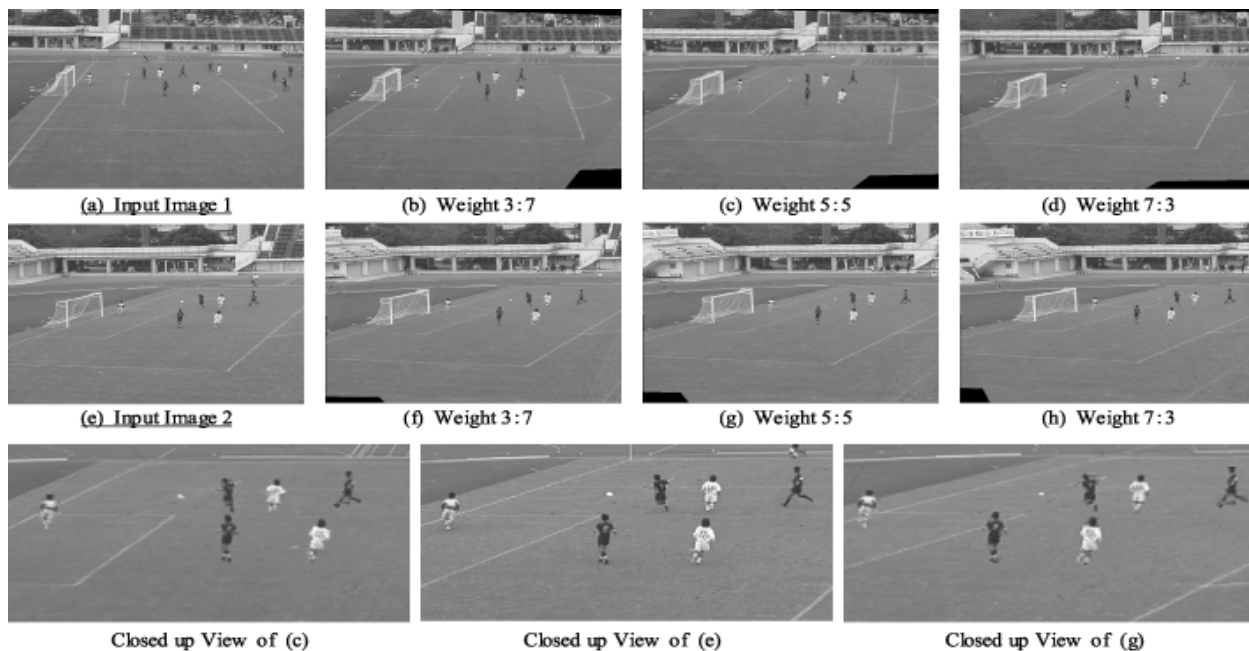 (a) Input Image 1
(b) Weight 3:7
(c) Weight 5:5
(d) Weight 7:3
(e) Input Image 2
(f) Weight 3:7
(g) Weight 5:5
(h) Weight 7:3
Closed up View of (c)
Closed up View of (e)
Closed up View of (g)